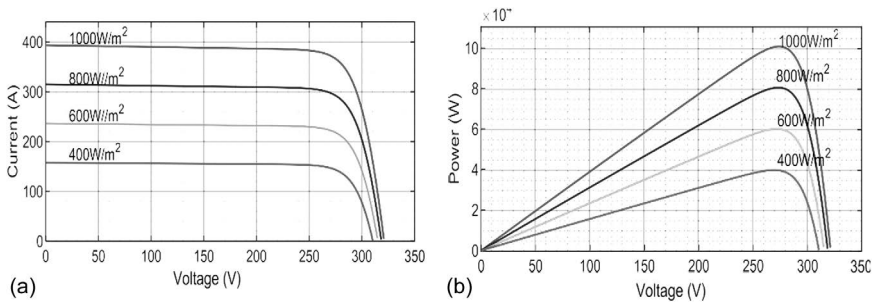 400
300
200
100
0
1000W/m²
800W//m²
600W//m²
400W/m²
Current (A)
0 50 100 150 200 250 300 350
Voltage (V)
(a)
× 10⁴
10
8
6
4
2
0
1000W/m²
800W/m²
600W/m²
400W/m²
Power (W)
0 50 100 150 200 250 300 350
Voltage (V)
(b)